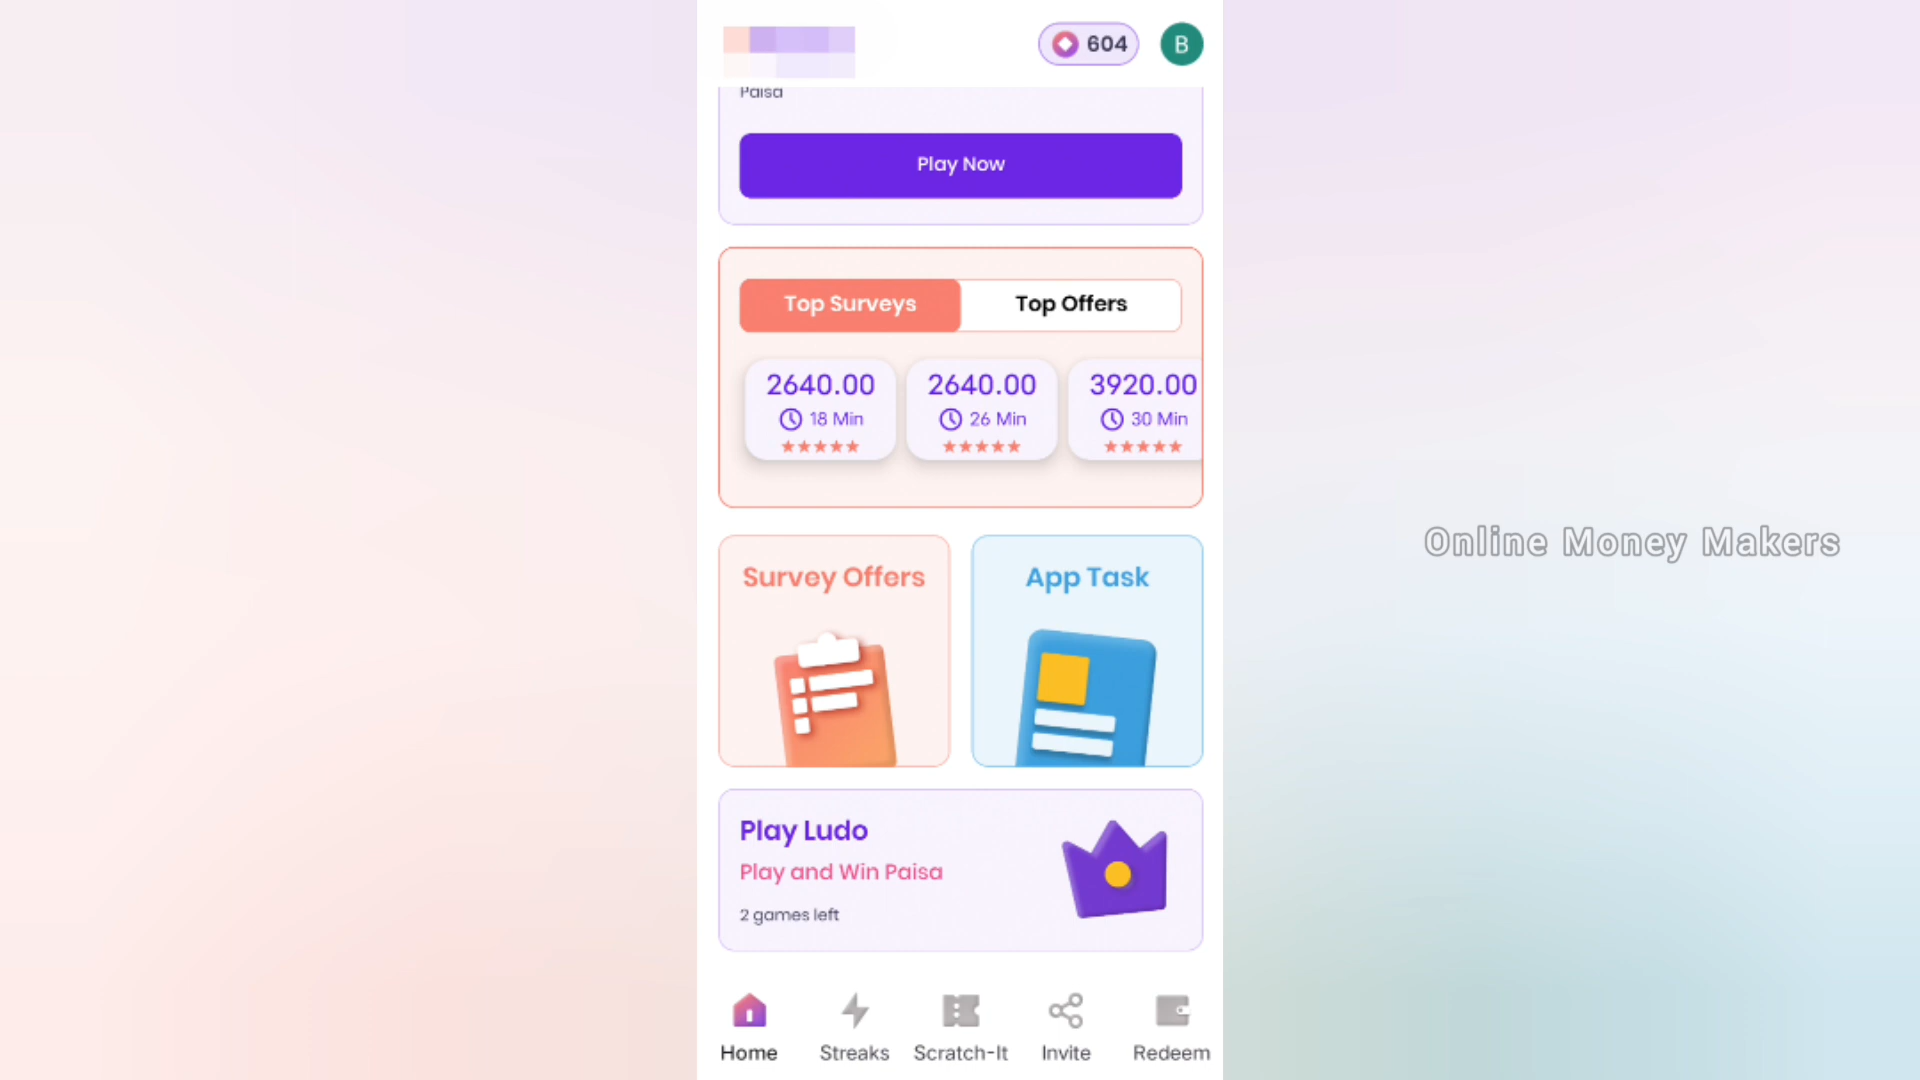 604
B
Paisa
Play Now
Top Surveys
Top Offers
2640.00
18 Min
2640.00
26 Min
3920.00
30 Min
Survey Offers
App Task
Play Ludo
Play and Win Paisa
2 games left
Home
Streaks
Scratch-It
Invite
Redeem
Online Money Makers